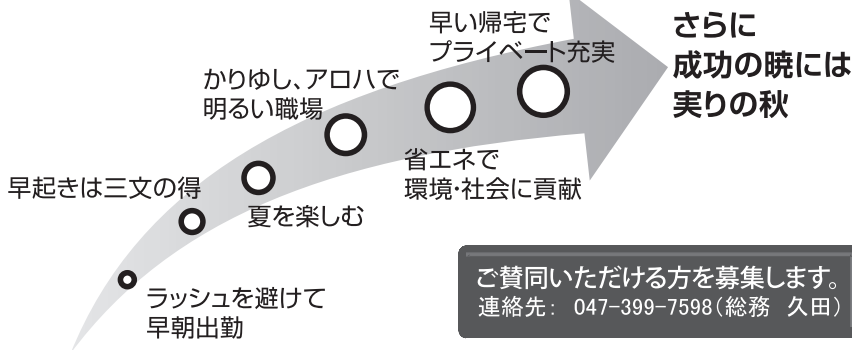 早い帰宅で
プライベート充実
さらに
成功の暁には
実りの秋
かりゆし、アロハで
明るい職場
省エネで
環境・社会に貢献
早起きは三文の得
夏を楽しむ
ラッシュを避けて
早朝出勤
ご賛同いただける方を募集します。
連絡先： 047-399-7598（総務 久田）